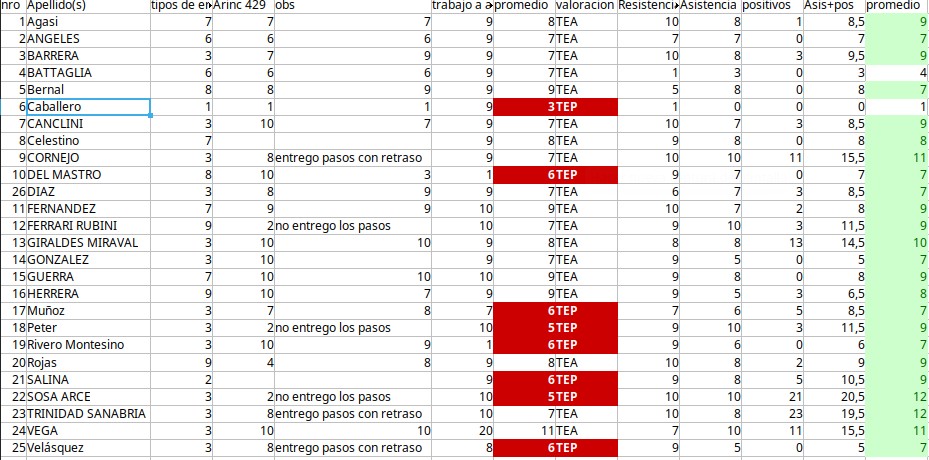 nro Apellido(s) tipos de er Arinc 429 obs trabajo a a promedio valoracion Resistenci Asistencia positivos Asis+pos promedio
1 Agasi 7 7 7 9 8 TEA 10 8 1 8,5 9
2 ANGELES 6 6 6 9 7 TEA 7 7 0 7 7
3 BARRERA 3 7 9 9 7 TEA 10 8 3 9,5 9
4 BATTAGLIA 6 6 6 9 7 TEA 1 3 0 3 4
5 Bernal 8 8 9 9 9 TEA 5 8 0 8 7
6 Caballero 1 1 1 9 3 TEP 1 0 0 0 1
7 CANCLINI 3 10 7 9 7 TEA 10 7 3 8,5 9
8 Celestino 7 9 8 TEA 9 8 0 8 8
9 CORNEJO 3 8 entrego pasos con retraso 9 7 TEA 10 10 11 15,5 11
10 DEL MASTRO 8 10 3 1 6 TEP 9 7 0 7 7
26 DIAZ 3 8 9 9 7 TEA 6 7 3 8,5 7
11 FERNANDEZ 7 9 9 10 9 TEA 10 7 2 8 9
12 FERRARI RUBINI 9 2 no entrego los pasos 10 7 TEA 9 10 3 11,5 9
13 GIRALDES MIRAVAL 3 10 10 9 8 TEA 8 8 13 14,5 10
14 GONZALEZ 3 10 9 7 TEA 9 5 0 5 7
15 GUERRA 7 10 10 10 9 TEA 9 8 0 8 9
16 HERRERA 9 10 7 9 9 TEA 9 5 3 6,5 8
17 Muñoz 3 7 8 7 6 TEP 7 6 5 8,5 7
18 Peter 3 2 no entrego los pasos 10 5 TEP 9 10 3 11,5 9
19 Rivero Montesino 3 10 9 1 6 TEP 9 6 0 6 7
20 Rojas 9 4 8 9 8 TEA 10 8 2 9 9
21 SALINA 2 9 6 TEP 9 8 5 10,5 9
22 SOSA ARCE 3 2 no entrego los pasos 10 5 TEP 10 10 21 20,5 12
23 TRINIDAD SANABRIA 3 8 entrego pasos con retraso 10 7 TEA 10 8 23 19,5 12
24 VEGA 3 10 10 20 11 TEA 7 10 11 15,5 11
25 Velásquez 3 8 entrego pasos con retraso 8 6 TEP 9 5 0 5 7